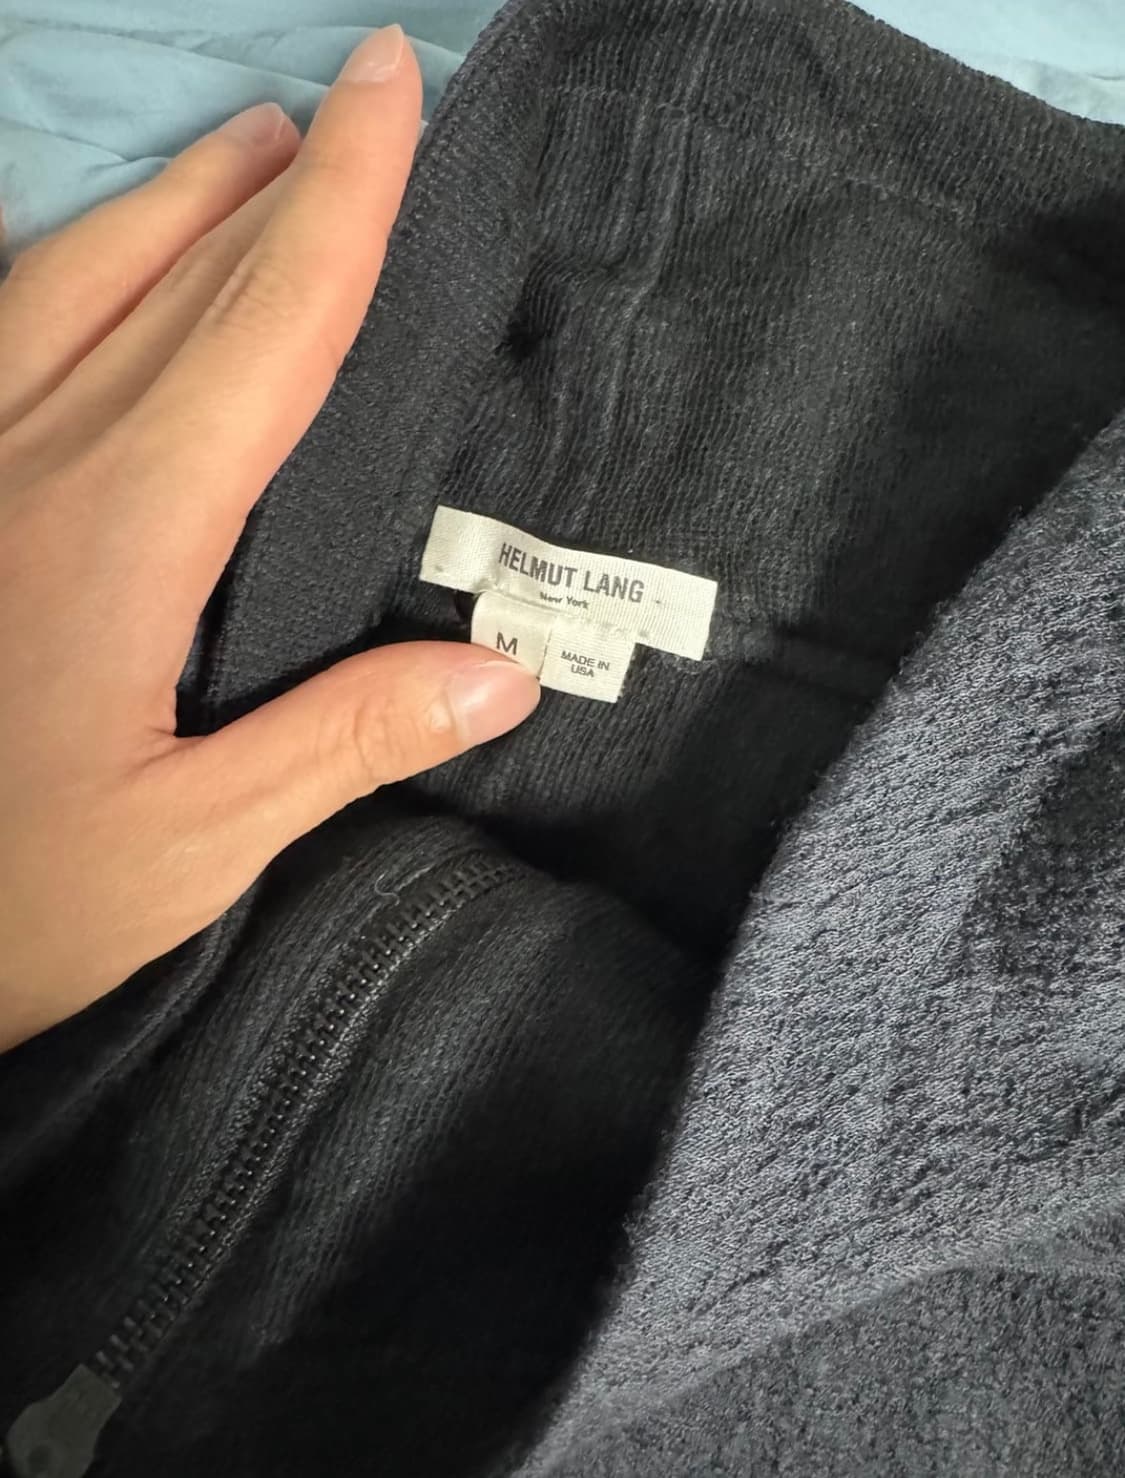 HELMUT LANG
New York
M
MADE IN
USA